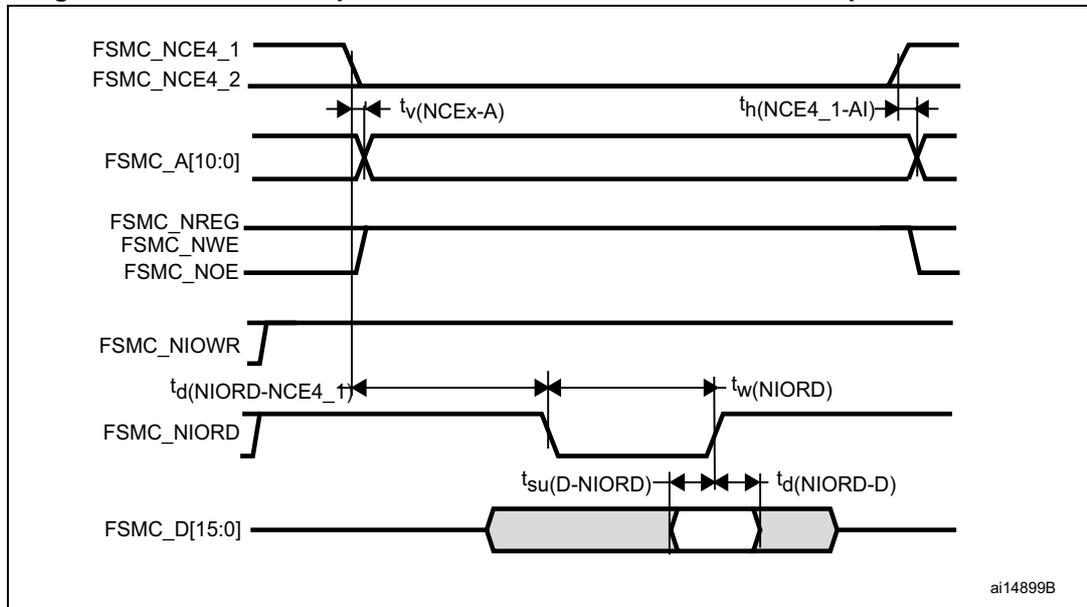 FSMC_NCE4_1
FSMC_NCE4_2
tv(NCEx-A)
th(NCE4_1-AI)
FSMC_A[10:0]
FSMC_NREG
FSMC_NWE
FSMC_NOE
FSMC_NIOWR
td(NIORD-NCE4_1)
tw(NIORD)
FSMC_NIORD
tsu(D-NIORD)
td(NIORD-D)
FSMC_D[15:0]
ai14899B